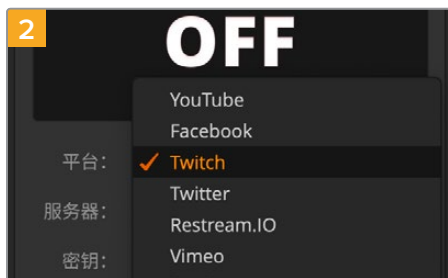 2
OFF
YouTube
Facebook
平台: ✓ Twitch
Twitter
服务器:
Restream.IO
密钥: Vimeo